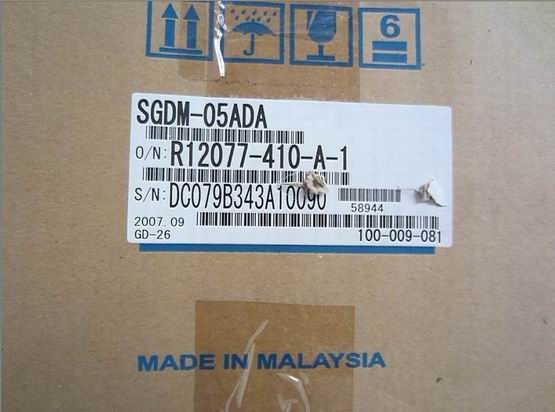 6
SGDM-05ADA
O/N: R12077-410-A-1
S/N: DC079B343A10090
58944
2007.09
GD-26
100-009-081
MADE IN MALAYSIA